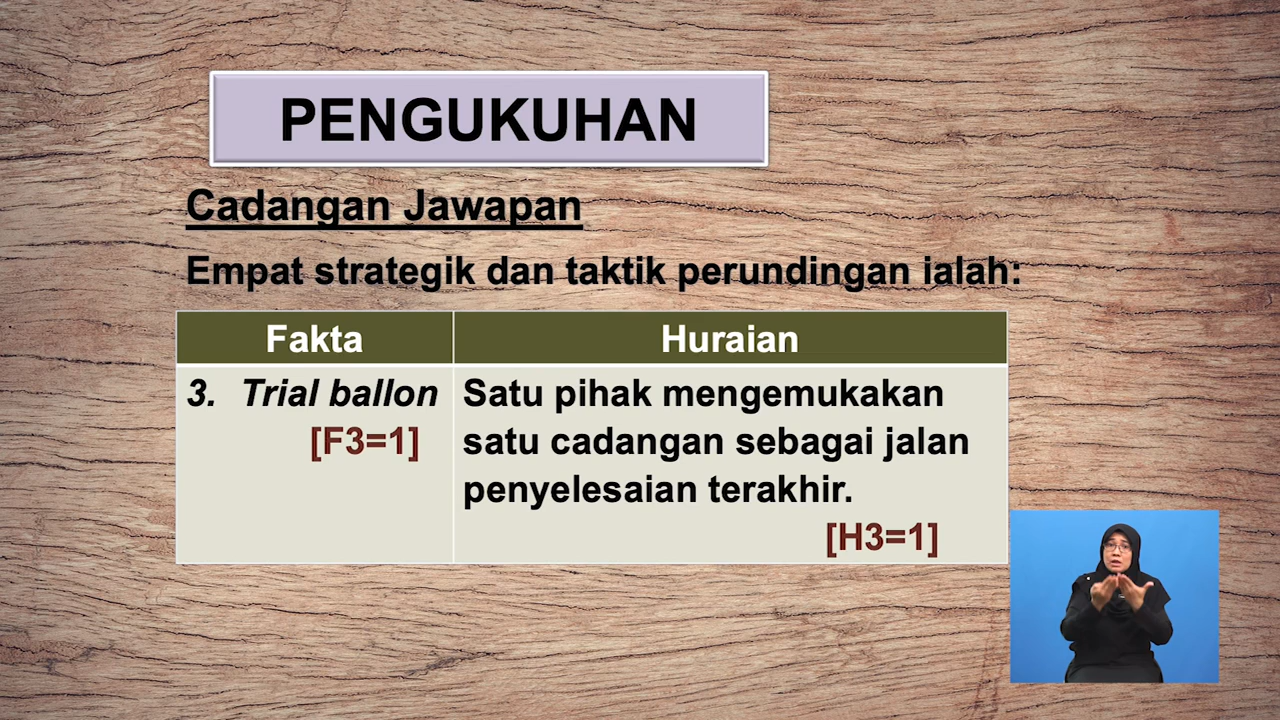 PENGUKUHAN
Cadangan Jawapan
Empat strategik dan taktik perundingan ialah:
Fakta
Huraian
3. Trial ballon
[F3=1]
Satu pihak mengemukakan
satu cadangan sebagai jalan
penyelesaian terakhir.
[H3=1]